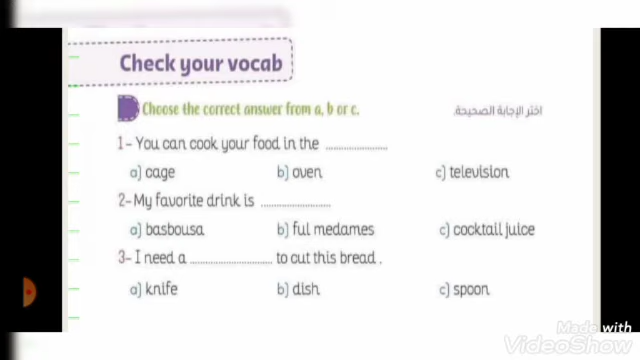 Check your vocab
Choose the correct answer from a, b or c. اختر الإجابة الصحيحة.
1- You can cook your food in the ......................
a) cage b) oven c) television
2- My favorite drink is .........................
a) basbousa b) ful medames c) cocktail juice
3- I need a .............................. to cut this bread .
a) knife b) dish c) spoon
Made with
VideoShow